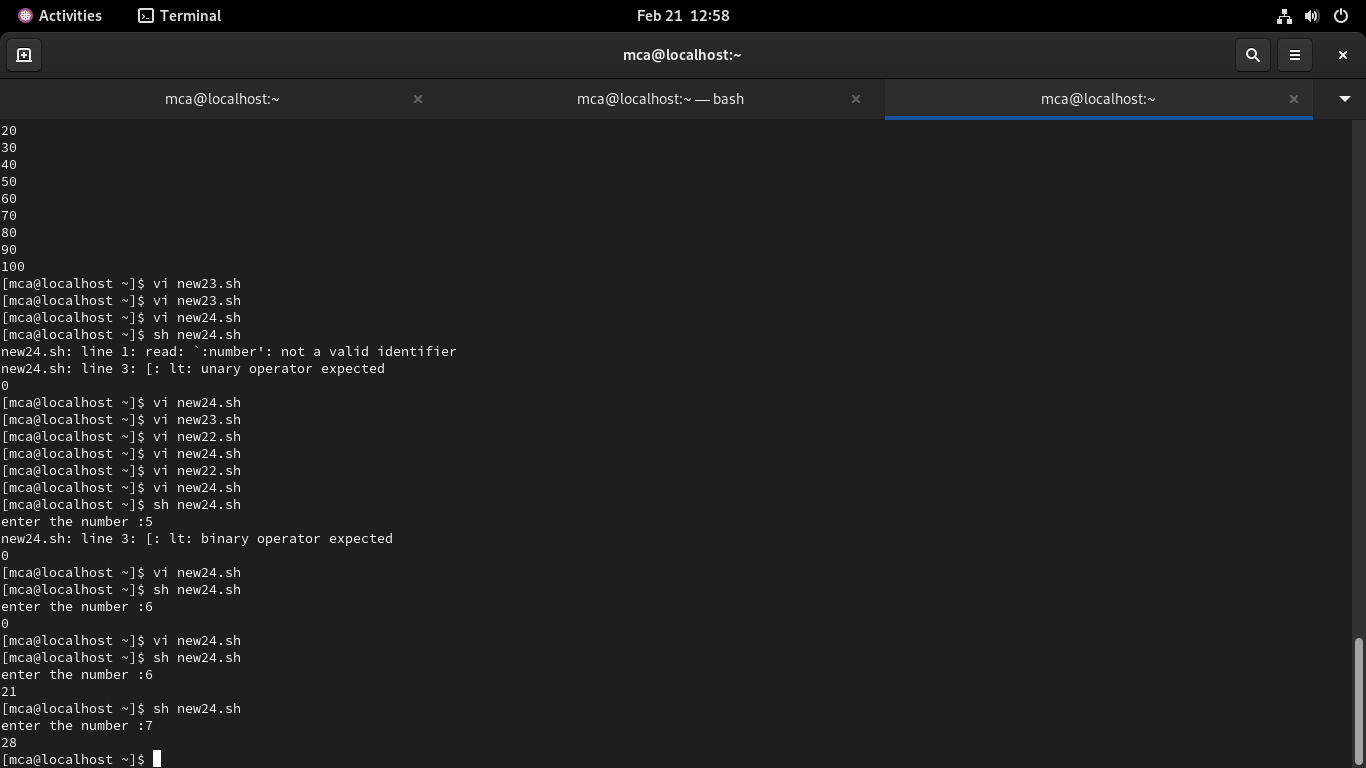 Activities
Terminal
Feb 21 12:58
mca@localhost:~
mca@localhost:~
mca@localhost:~ — bash
mca@localhost:~
20
30
40
50
60
70
80
90
100
[mca@localhost ~]$ vi new23.sh
[mca@localhost ~]$ vi new23.sh
[mca@localhost ~]$ vi new24.sh
[mca@localhost ~]$ sh new24.sh
new24.sh: line 1: read: `:number': not a valid identifier
new24.sh: line 3: [: lt: unary operator expected
0
[mca@localhost ~]$ vi new24.sh
[mca@localhost ~]$ vi new23.sh
[mca@localhost ~]$ vi new22.sh
[mca@localhost ~]$ vi new24.sh
[mca@localhost ~]$ vi new22.sh
[mca@localhost ~]$ vi new24.sh
[mca@localhost ~]$ sh new24.sh
enter the number :5
new24.sh: line 3: [: lt: binary operator expected
0
[mca@localhost ~]$ vi new24.sh
[mca@localhost ~]$ sh new24.sh
enter the number :6
0
[mca@localhost ~]$ vi new24.sh
[mca@localhost ~]$ sh new24.sh
enter the number :6
21
[mca@localhost ~]$ sh new24.sh
enter the number :7
28
[mca@localhost ~]$